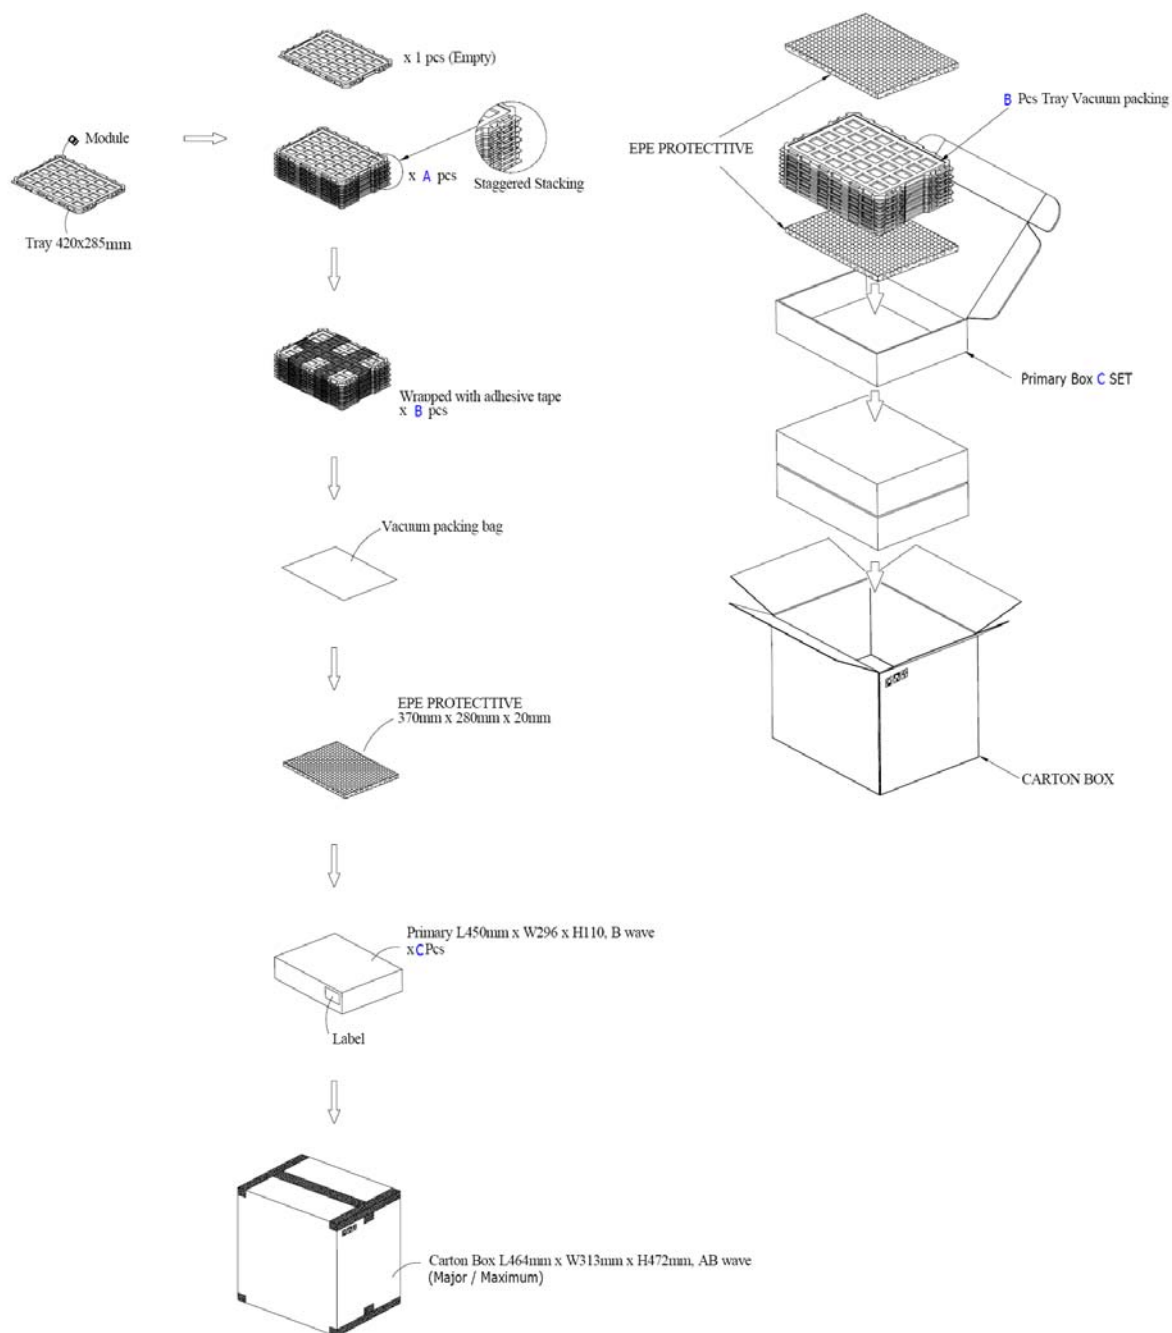 x 1 pcs (Empty)
Module
x A pcs
Staggered Stacking
Tray 420x285mm
Wrapped with adhesive tape
x B pcs
Vacuum packing bag
EPE PROTECTTIVE
370mm x 280mm x 20mm
Primary L450mm x W296 x H110, B wave
xCPcs
Label
Carton Box L464mm x W313mm x H472mm, AB wave
(Major / Maximum)
B Pcs Tray Vacuum packing
EPE PROTECTTIVE
Primary Box C SET
CARTON BOX